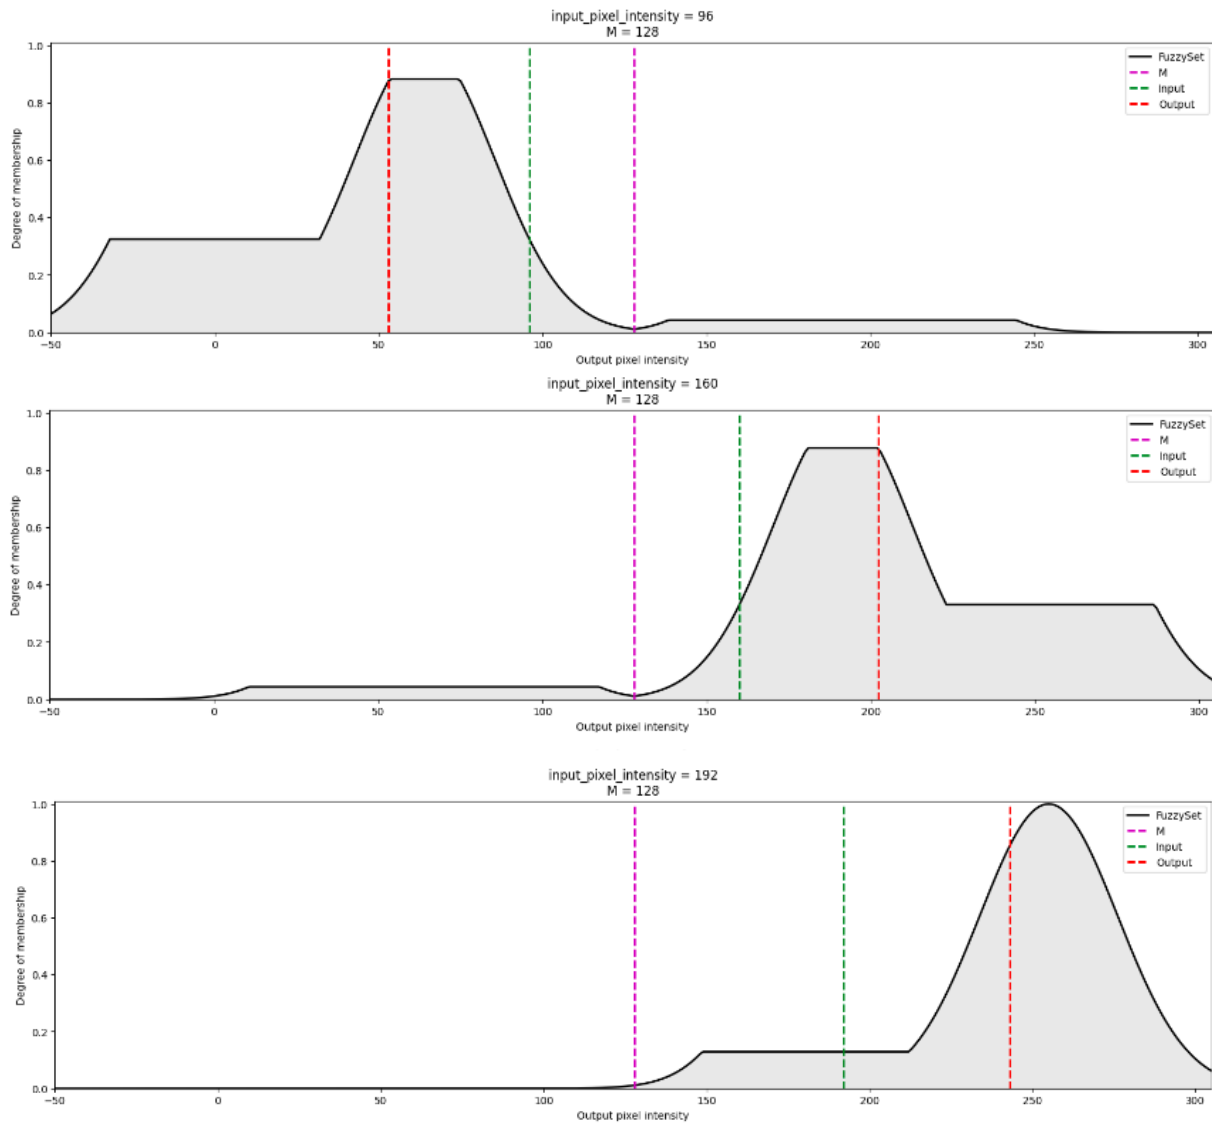 input_pixel_intensity = 96
M = 128
1.0
0.8
0.6
0.4
0.2
0.0
Degree of membership
FuzzySet
M
Input
Output
−50
0
50
100
150
200
250
300
Output pixel intensity
input_pixel_intensity = 160
M = 128
1.0
0.8
0.6
0.4
0.2
0.0
Degree of membership
FuzzySet
M
Input
Output
−50
0
50
100
150
200
250
300
Output pixel intensity
input_pixel_intensity = 192
M = 128
1.0
0.8
0.6
0.4
0.2
0.0
Degree of membership
FuzzySet
M
Input
Output
−50
0
50
100
150
200
250
300
Output pixel intensity